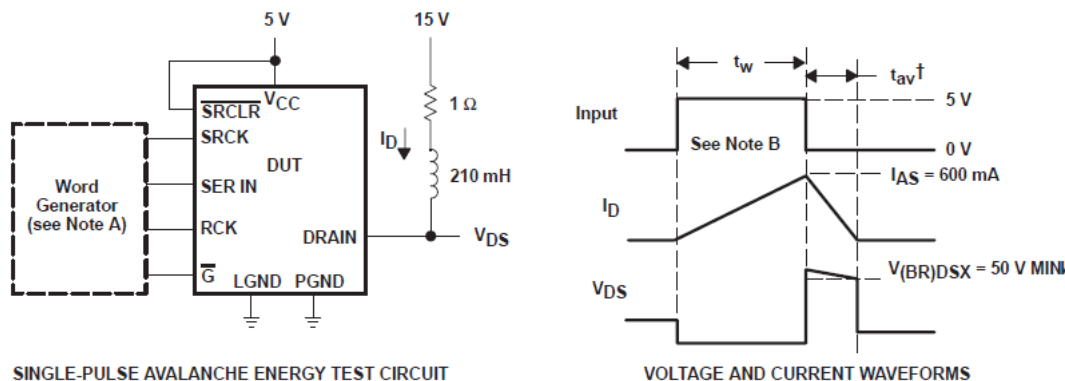 5 V
15 V
VCC
SRCLR
SRCK
SER IN
RCK
G
DUT
DRAIN
LGND PGND
Word
Generator
(see Note A)
ID
1 Ω
210 mH
VDS
SINGLE-PULSE AVALANCHE ENERGY TEST CIRCUIT
tw
tav†
Input
See Note B
5 V
0 V
IAS = 600 mA
ID
V(BR)DSX = 50 V
VDS
VOLTAGE AND CURRENT WAVEFORMS